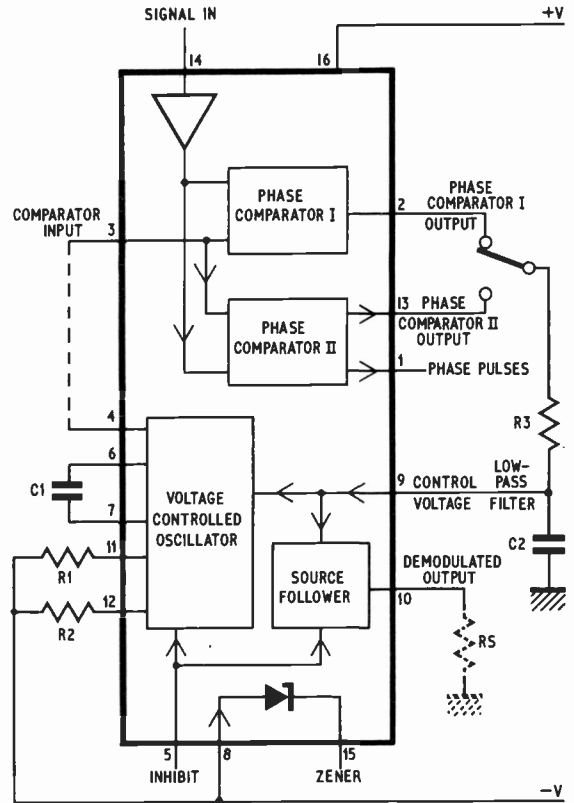 SIGNAL IN
+V
14
16
PHASE
COMPARATOR I
2
PHASE
COMPARATOR I
OUTPUT
COMPARATOR
INPUT
3
PHASE
COMPARATOR II
13
PHASE
COMPARATOR II
OUTPUT
1
PHASE PULSES
R3
4
6
C1
7
VOLTAGE
CONTROLLED
OSCILLATOR
9
CONTROL
VOLTAGE
LOW-
PASS
FILTER
C2
11
R1
12
R2
SOURCE
FOLLOWER
DEMODULATED
OUTPUT
10
RS
5
8
15
INHIBIT
ZENER
-V